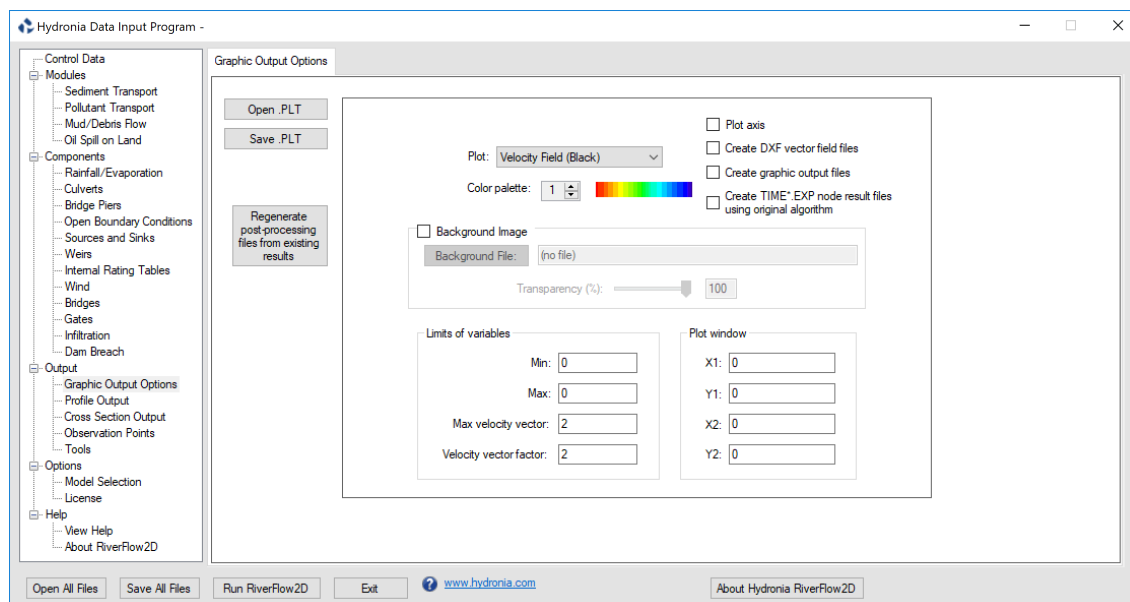 Hydronia Data Input Program -
Control Data
Modules
Sediment Transport
Pollutant Transport
Mud/Debris Flow
Oil Spill on Land
Components
Rainfall/Evaporation
Culverts
Bridge Piers
Open Boundary Conditions
Sources and Sinks
Weirs
Internal Rating Tables
Wind
Bridges
Gates
Infiltration
Dam Breach
Output
Graphic Output Options
Profile Output
Cross Section Output
Observation Points
Tools
Options
Model Selection
License
Help
View Help
About RiverFlow2D
Graphic Output Options
Open .PLT
Save .PLT
Regenerate
post-processing
files from existing
results
Plot: Velocity Field (Black)
Color palette: 1
Plot axis
Create DXF vector field files
Create graphic output files
Create TIME*.EXP node result files
using original algorithm
Background Image
Background File: (no file)
Transparency (%): 100
Limits of variables
Min: 0
Max: 0
Max velocity vector: 2
Velocity vector factor: 2
Plot window
X1: 0
Y1: 0
X2: 0
Y2: 0
Open All Files Save All Files Run RiverFlow2D Exit ? www.hydronia.com About Hydronia RiverFlow2D